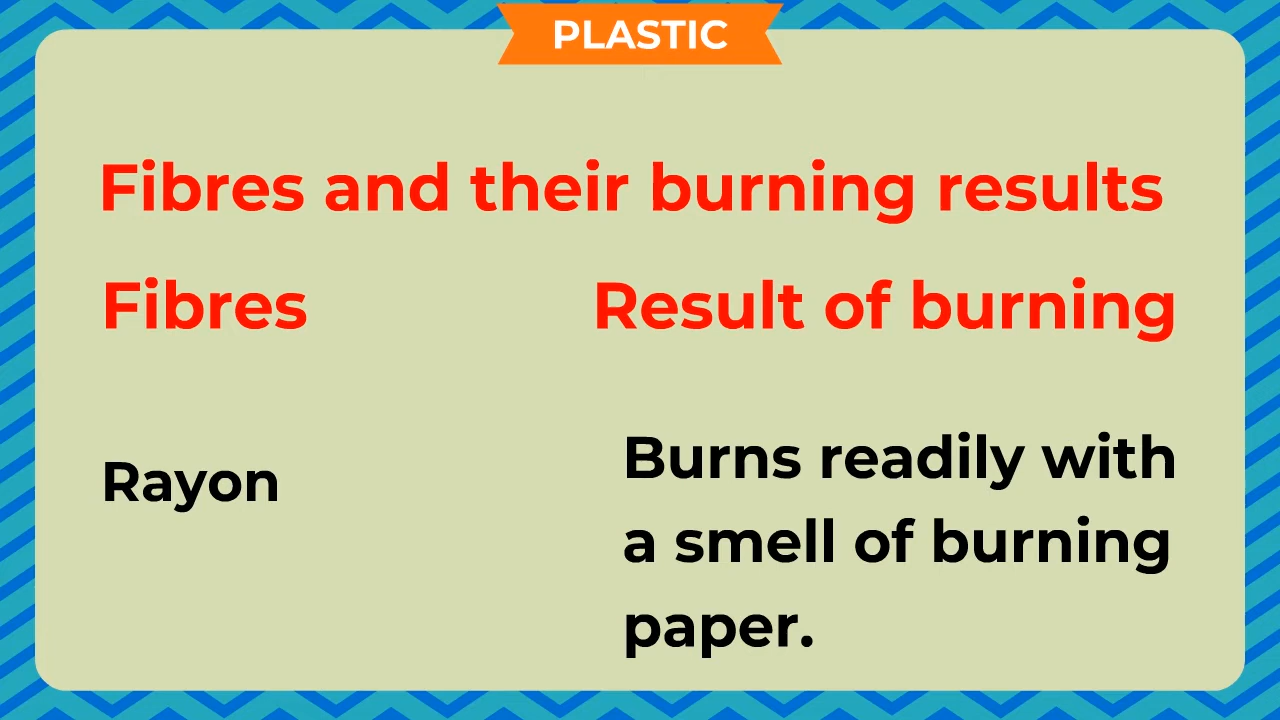 PLASTIC
Fibres and their burning results
Fibres Result of burning
Rayon
Burns readily with
a smell of burning
paper.